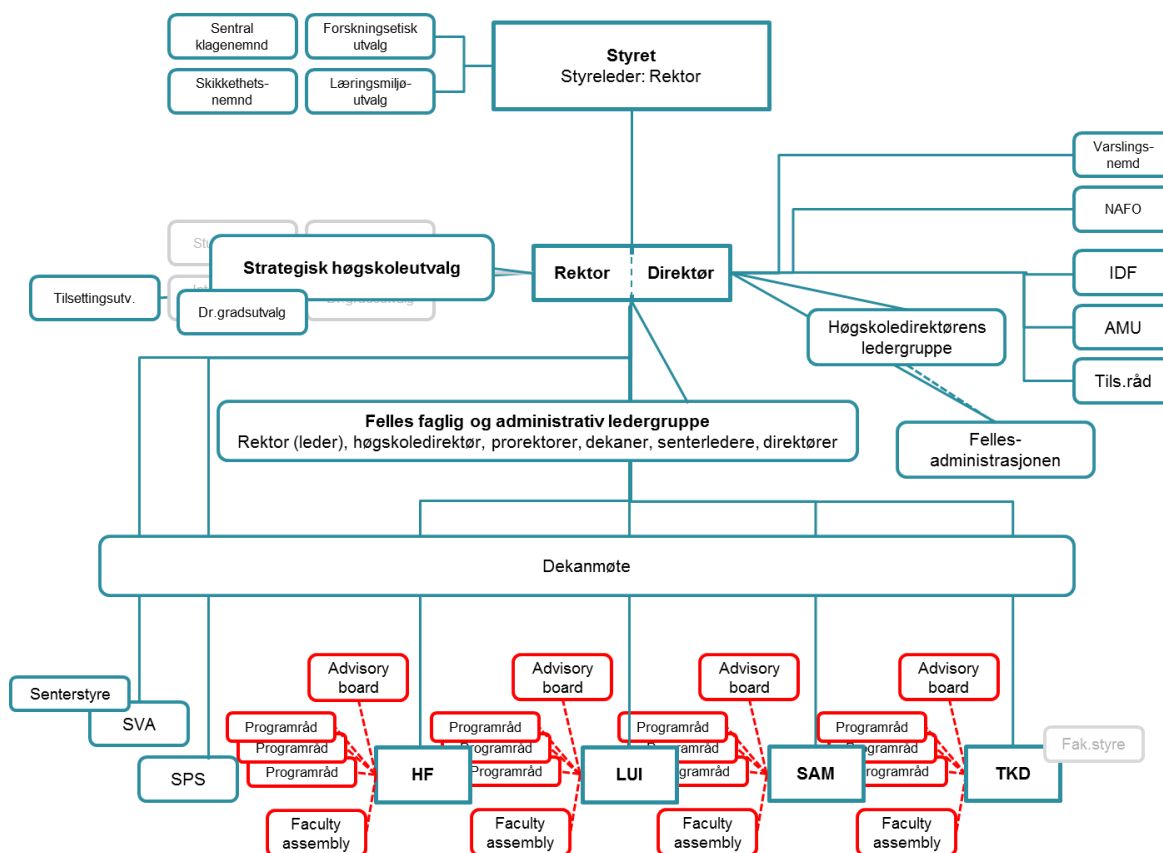 Sentral
klagenemnd
Forskningsetisk
utvalg
Skikkethets-
nemnd
Læringsmiljø-
utvalg
Styret
Styreleder: Rektor
Varslings-
nemd
NAFO
IDF
AMU
Tils.råd
Strategisk høgskoleutvalg
Rektor
Direktør
Tilsettingsutv.
Dr.gradsutvalg
Høgskoledirektørens
ledergruppe
Felles faglig og administrativ ledergruppe
Rektor (leder), høgskoledirektør, prorektorer, dekaner, senterledere, direktører
Felles-
administrasjonen
Dekanmøte
Senterstyre
SVA
SPS
Advisory
board
Programråd
Programråd
Programråd
HF
Faculty
assembly
Advisory
board
Programråd
Programråd
Programråd
LUI
Faculty
assembly
Advisory
board
Programråd
Programråd
Programråd
SAM
Faculty
assembly
Advisory
board
Programråd
Programråd
Programråd
TKD
Faculty
assembly
Fak.styre